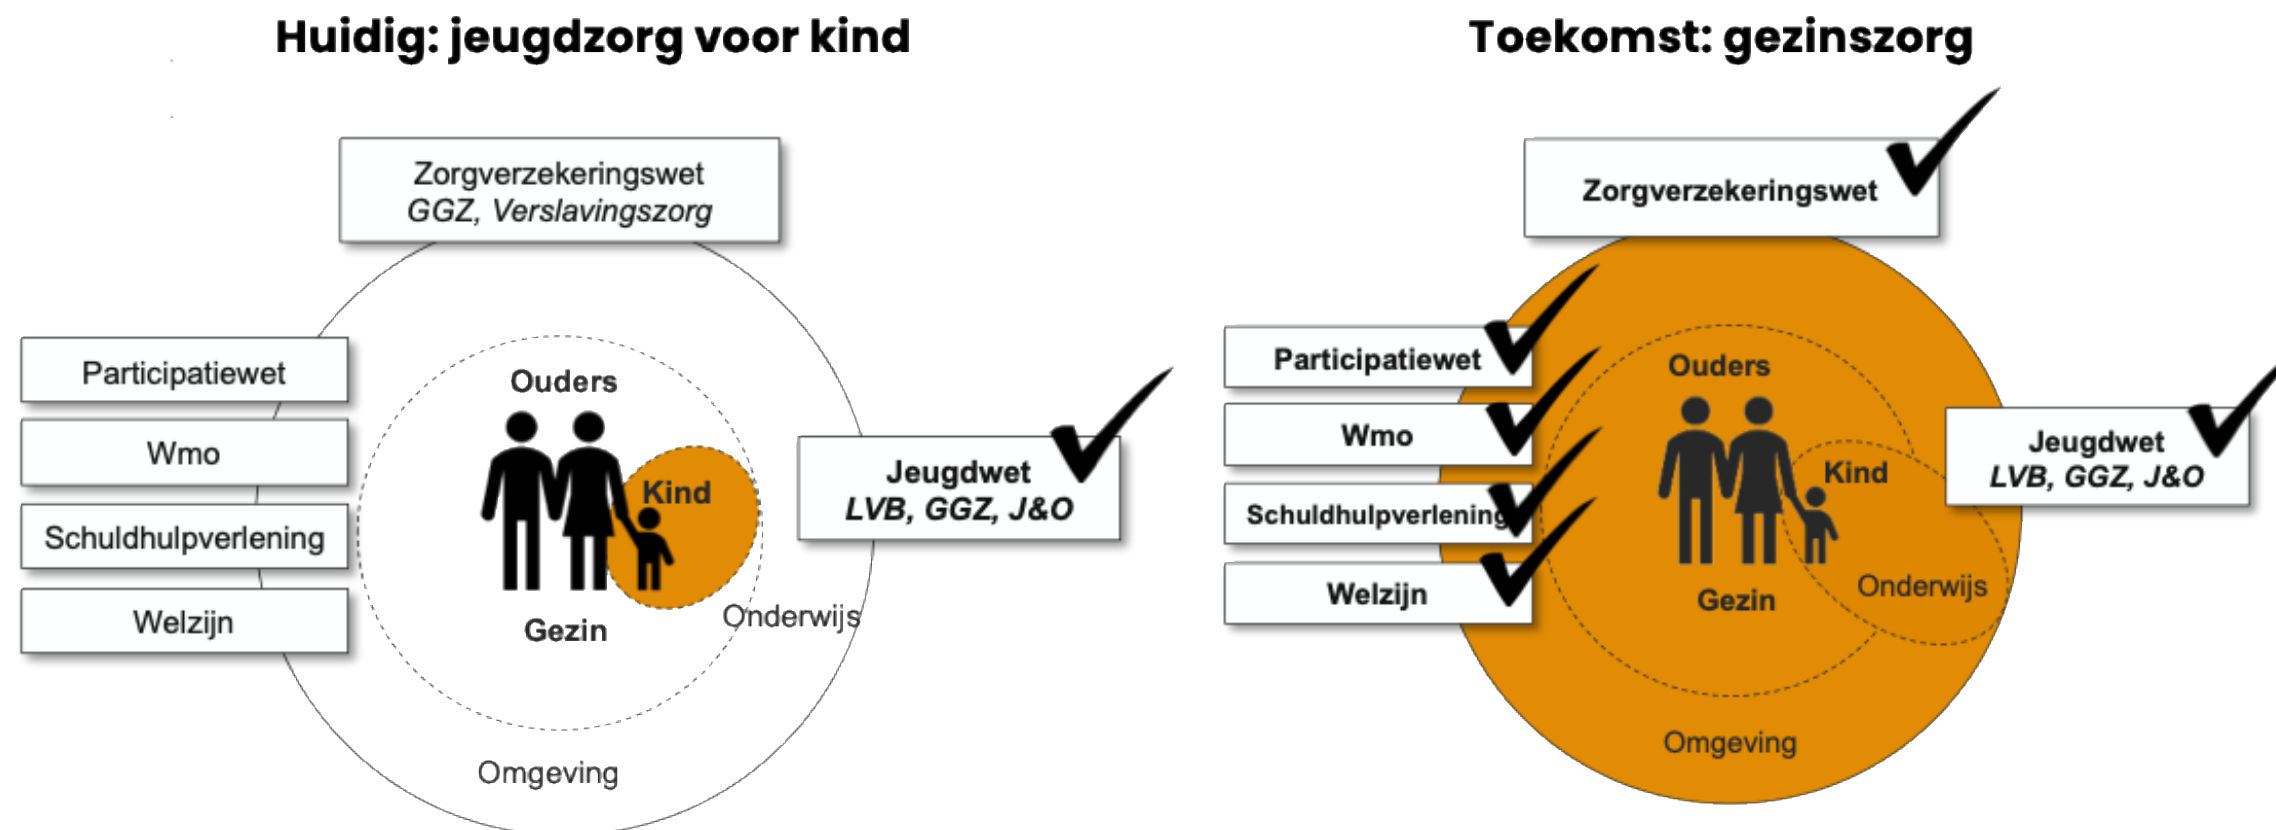 Huidig: jeugdzorg voor kind
Zorgverzekeringswet
GGZ, Verslavingszorg
Participatiewet
Wmo
Schuldhulpverlening
Welzijn
Ouders
Kind
Gezin
Onderwijs
Omgeving
Jeugdwet
LVB, GGZ, J&O
Toekomst: gezinszorg
Zorgverzekeringswet
Participatiewet
Wmo
Schuldhulpverlening
Welzijn
Ouders
Kind
Gezin
Onderwijs
Omgeving
Jeugdwet
LVB, GGZ, J&O